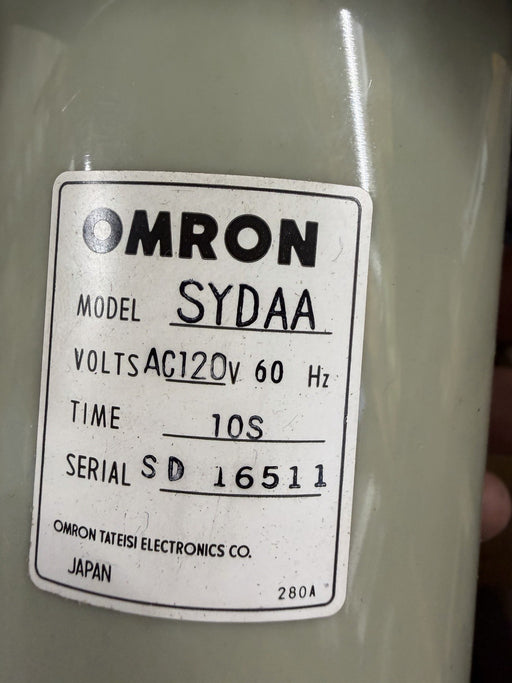 OMRON
MODEL SYDAA
VOLTS AC120V 60 Hz
TIME 10S
SERIAL SD 16511
OMRON TATEISI ELECTRONICS CO.
JAPAN
280A